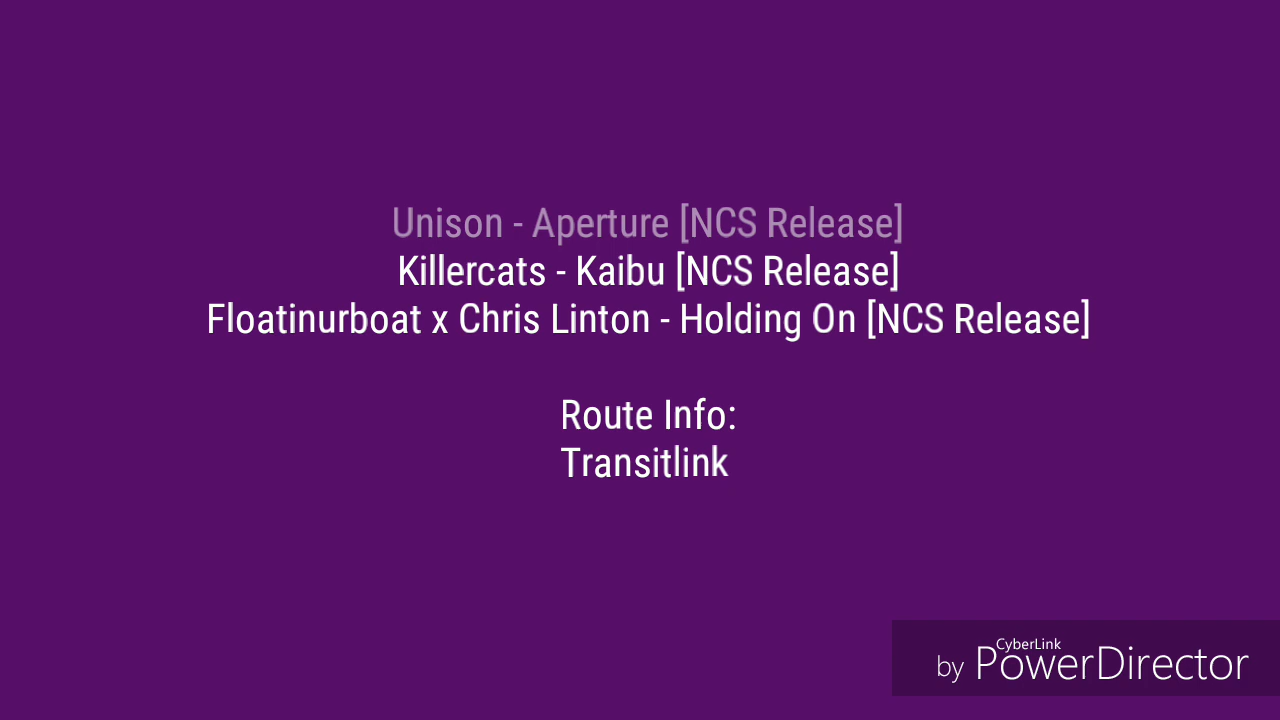 Unison - Aperture [NCS Release]
Killercats - Kaibu [NCS Release]
Floatinurboat x Chris Linton - Holding On [NCS Release]
Route Info:
Transitlink
CyberLink
by PowerDirector